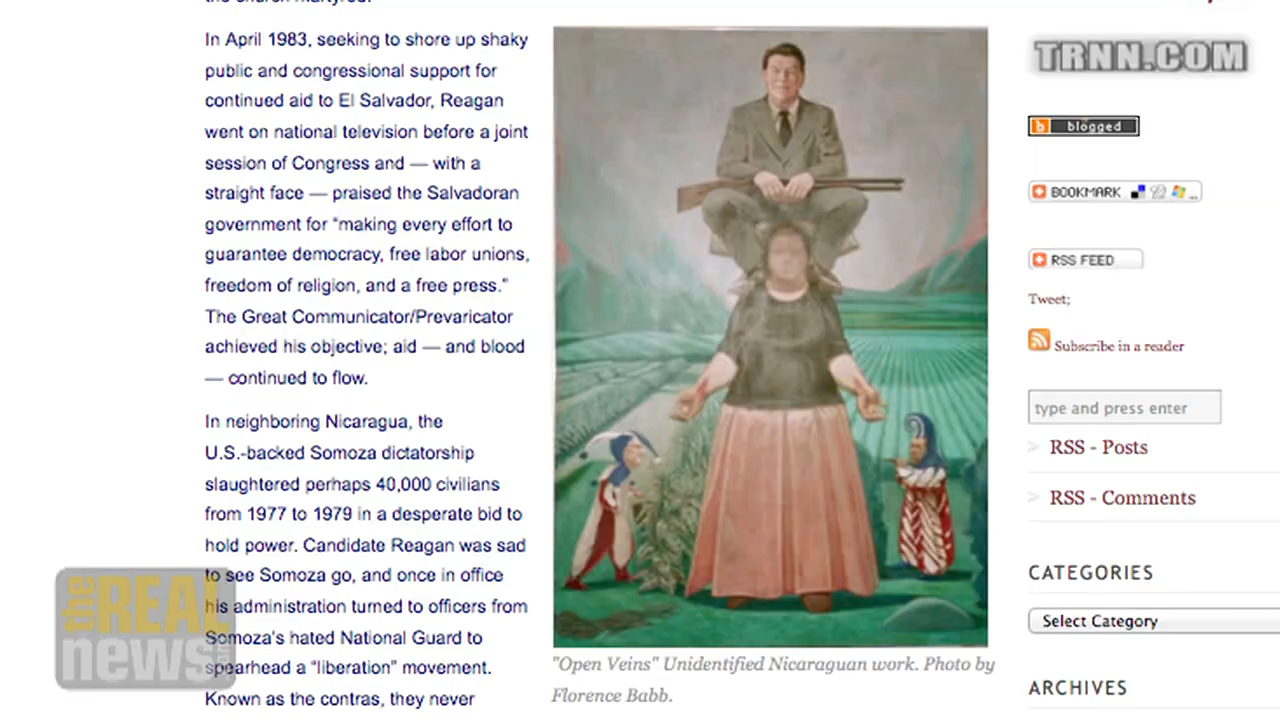 the church martyred.
In April 1983, seeking to shore up shaky
public and congressional support for
continued aid to El Salvador, Reagan
went on national television before a joint
session of Congress and — with a
straight face — praised the Salvadoran
government for "making every effort to
guarantee democracy, free labor unions,
freedom of religion, and a free press."
The Great Communicator/Prevaricator
achieved his objective; aid — and blood
— continued to flow.
In neighboring Nicaragua, the
U.S.-backed Somoza dictatorship
slaughtered perhaps 40,000 civilians
from 1977 to 1979 in a desperate bid to
hold power. Candidate Reagan was sad
to see Somoza go, and once in office
his administration turned to officers from
Somoza's hated National Guard to
spearhead a "liberation" movement.
Known as the contras, they never
"Open Veins" Unidentified Nicaraguan work. Photo by
Florence Babb.
TRNN.COM
blogged
BOOKMARK
RSS FEED
Tweet;
Subscribe in a reader
type and press enter
RSS - Posts
RSS - Comments
CATEGORIES
Select Category
ARCHIVES
the REAL
news